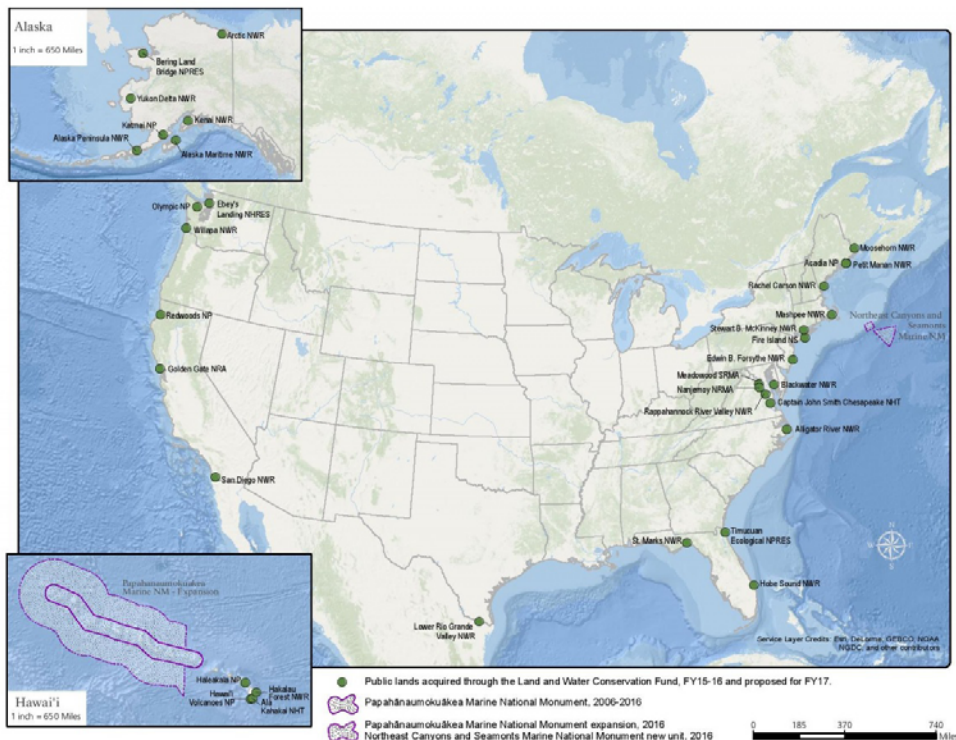 Alaska
1 inch = 650 Miles
Arctic NWR
Bering Land
Bridge NPRES
Yukon Delta NWR
Katmai NP
Kenai NWR
Alaska Peninsula NWR
Alaska Maritime NWR
Olympic NP
Ebey's
Landing NHRES
Willapa NWR
Redwoods NP
Golden Gate NRA
San Diego NWR
Moosehorn NWR
Acadia NP
Petit Manan NWR
Rachel Carson NWR
Mashpee NWR
Northeast Canyons and
Seamonts
Marine NM
Stewart B. McKinney NWR
Fire Island NS
Edwin B. Forsythe NWR
Meadowood SRMA
Blackwater NWR
Nanjemoy NRMA
Captain John Smith Chesapeake NHT
Rappahannock River Valley NWR
Alligator River NWR
Timucuan
Ecological NPRES
St. Marks NWR
Hobe Sound NWR
Lower Rio Grande
Valley NWR
Service Layer Credits: Esri, DeLorme, GEBCO, NOAA
NGDC, and other contributors
Papahānaumokuākea
Marine NM - Expansion
Haleakala NP
Hawai'i
Volcanoes NP
Hakalau
Forest NWR
Ala
Kahakai NHT
Hawai'i
1 inch = 650 Miles
Public lands acquired through the Land and Water Conservation Fund, FY15-16 and proposed for FY17.
Papahānaumokuākea Marine National Monument, 2006-2016
Papahānaumokuākea Marine National Monument expansion, 2016
Northeast Canyons and Seamonts Marine National Monument new unit, 2016
0 185 370 740
Miles